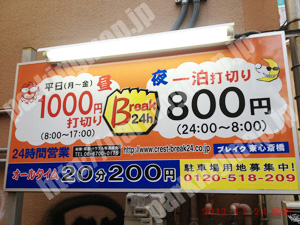 平日(月~金) 昼
1000円
打切り
(8:00~17:00)
Break
24h
夜 一泊打切り
800円
(24:00~8:00)
24時間営業
http://www.crest-break24.co.jp
ブレイク 東心斎橋
オールタイム 20分200円
駐車場用地募集中!
0120-518-209